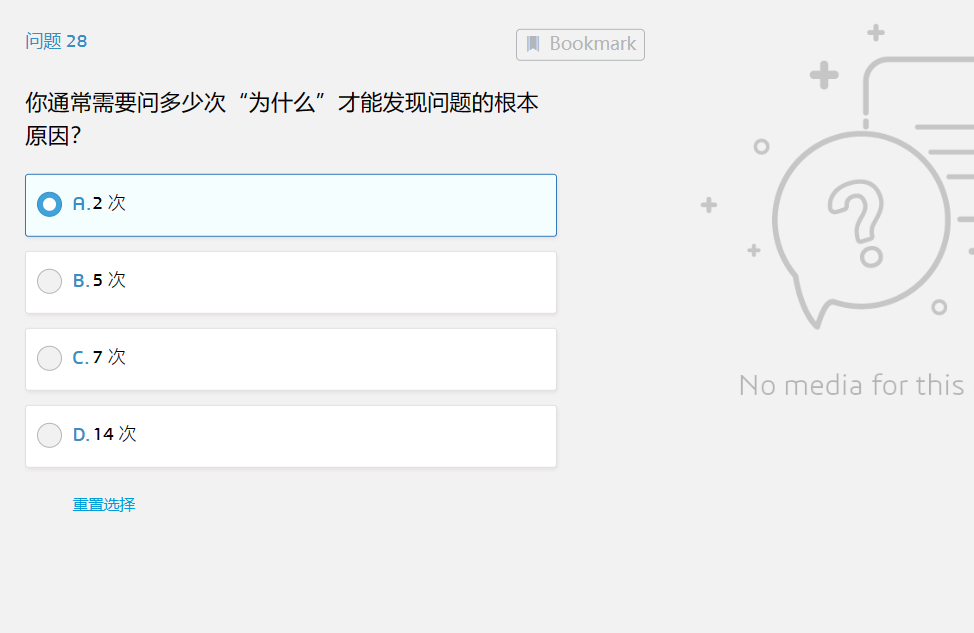 问题 28
Bookmark
你通常需要问多少次“为什么”才能发现问题的根本
原因?
A.2 次
B.5 次
C.7 次
D.14 次
重置选择
No media for this